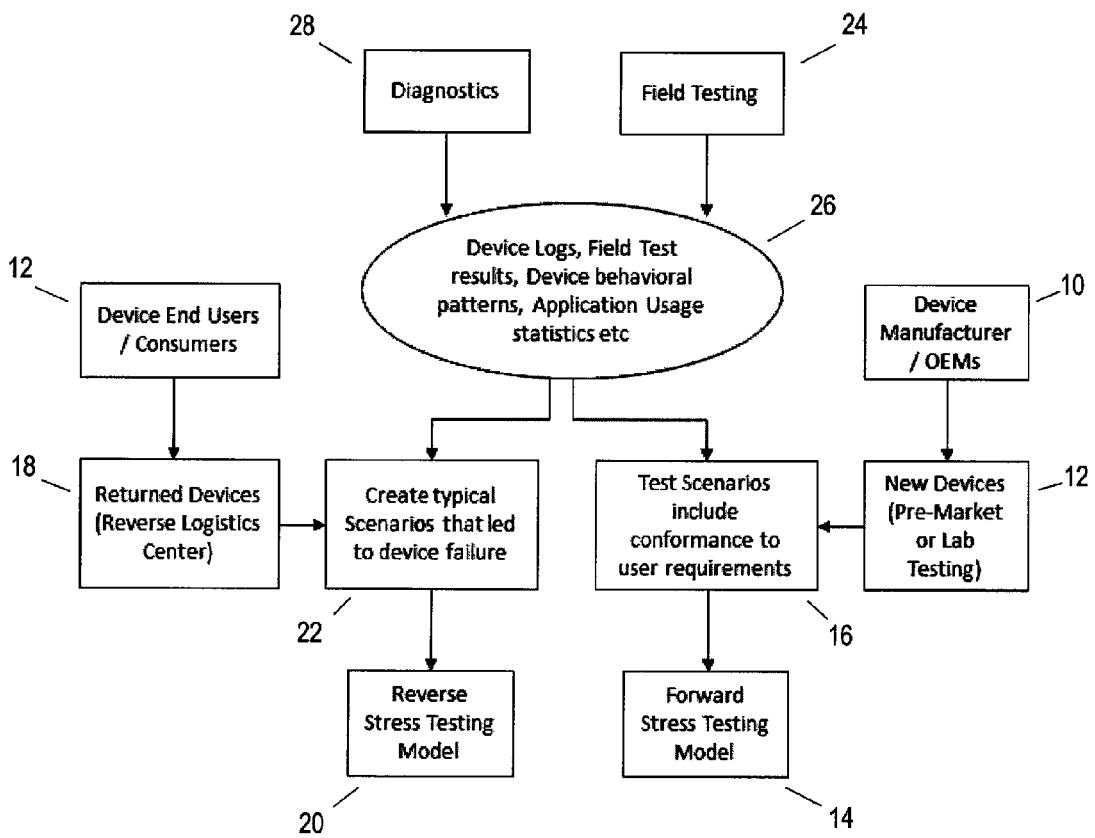 28
24
Diagnostics
Field Testing
26
Device Logs, Field Test
results, Device behavioral
patterns, Application Usage
statistics etc
12
Device End Users
/ Consumers
10
Device
Manufacturer
/ OEMs
18
Returned Devices
(Reverse Logistics
Center)
Create typical
Scenarios that led
to device failure
Test Scenarios
include
conformance to
user requirements
New Devices
(Pre-Market
or Lab
Testing)
12
22
16
Reverse
Stress Testing
Model
Forward
Stress Testing
Model
20
14